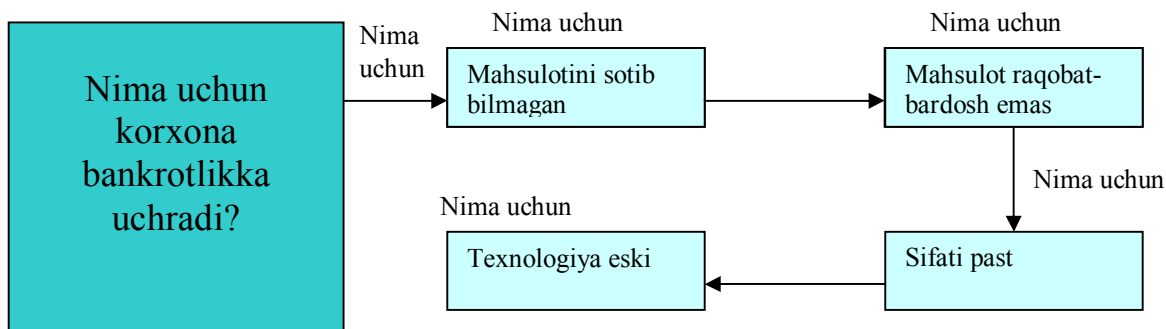 Nima uchun
korxona
bankrotlikka
uchradi?
Nima
uchun
Nima uchun
Mahsulotini sotib
bilmagan
Nima uchun
Mahsulot raqobat-
bardosh emas
Nima uchun
Sifati past
Nima uchun
Texnologiya eski